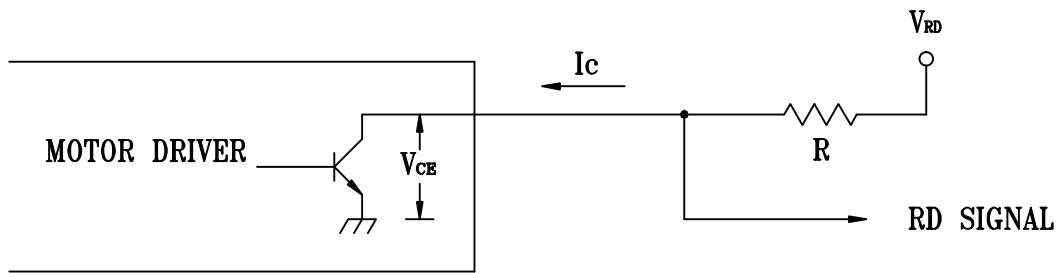 VRD
Ic
MOTOR DRIVER
VCE
R
RD SIGNAL